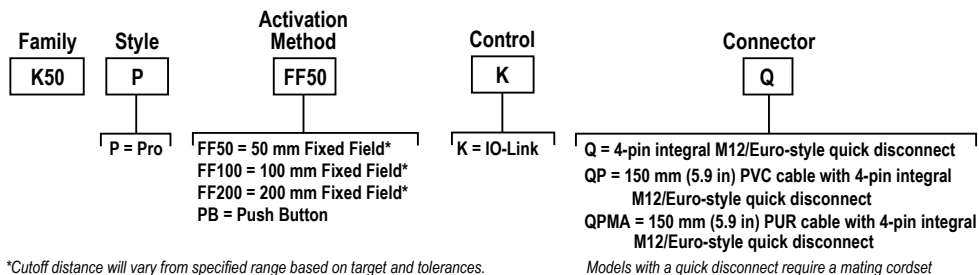 Family Style Activation Method Control Connector
K50 P FF50 K Q
P = Pro
FF50 = 50 mm Fixed Field*
FF100 = 100 mm Fixed Field*
FF200 = 200 mm Fixed Field*
PB = Push Button
K = IO-Link
Q = 4-pin integral M12/Euro-style quick disconnect
QP = 150 mm (5.9 in) PVC cable with 4-pin integral
M12/Euro-style quick disconnect
QPMA = 150 mm (5.9 in) PUR cable with 4-pin integral
M12/Euro-style quick disconnect
*Cutoff distance will vary from specified range based on target and tolerances.
Models with a quick disconnect require a mating cordset